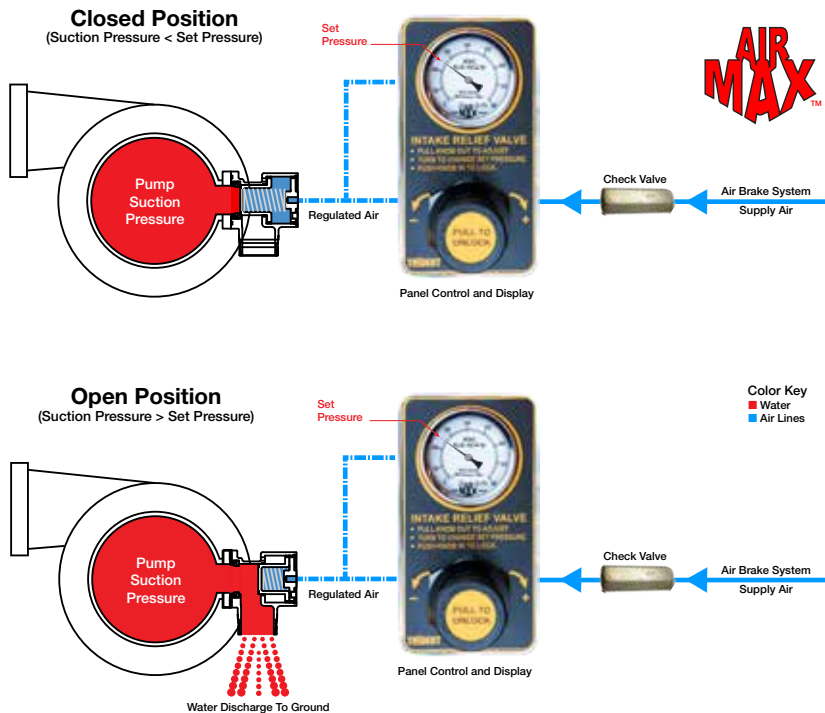 Closed Position
(Suction Pressure < Set Pressure)
Set
Pressure
AIR
MAX™
INTAKE RELIEF VALVE
• PULL KNOB OUT TO ADJUST
• TURN TO CHANGE SET PRESSURE
• PUSH KNOB IN TO LOCK
Pump
Suction
Pressure
Check Valve
Air Brake System
Supply Air
Regulated Air
- +
PULL TO
UNLOCK
TRIDENT
Panel Control and Display
Open Position
(Suction Pressure > Set Pressure)
Set
Pressure
Color Key
Water
Air Lines
INTAKE RELIEF VALVE
• PULL KNOB OUT TO ADJUST
• TURN TO CHANGE SET PRESSURE
• PUSH KNOB IN TO LOCK
Pump
Suction
Pressure
Check Valve
Air Brake System
Supply Air
Regulated Air
- +
PULL TO
UNLOCK
TRIDENT
Panel Control and Display
Water Discharge To Ground